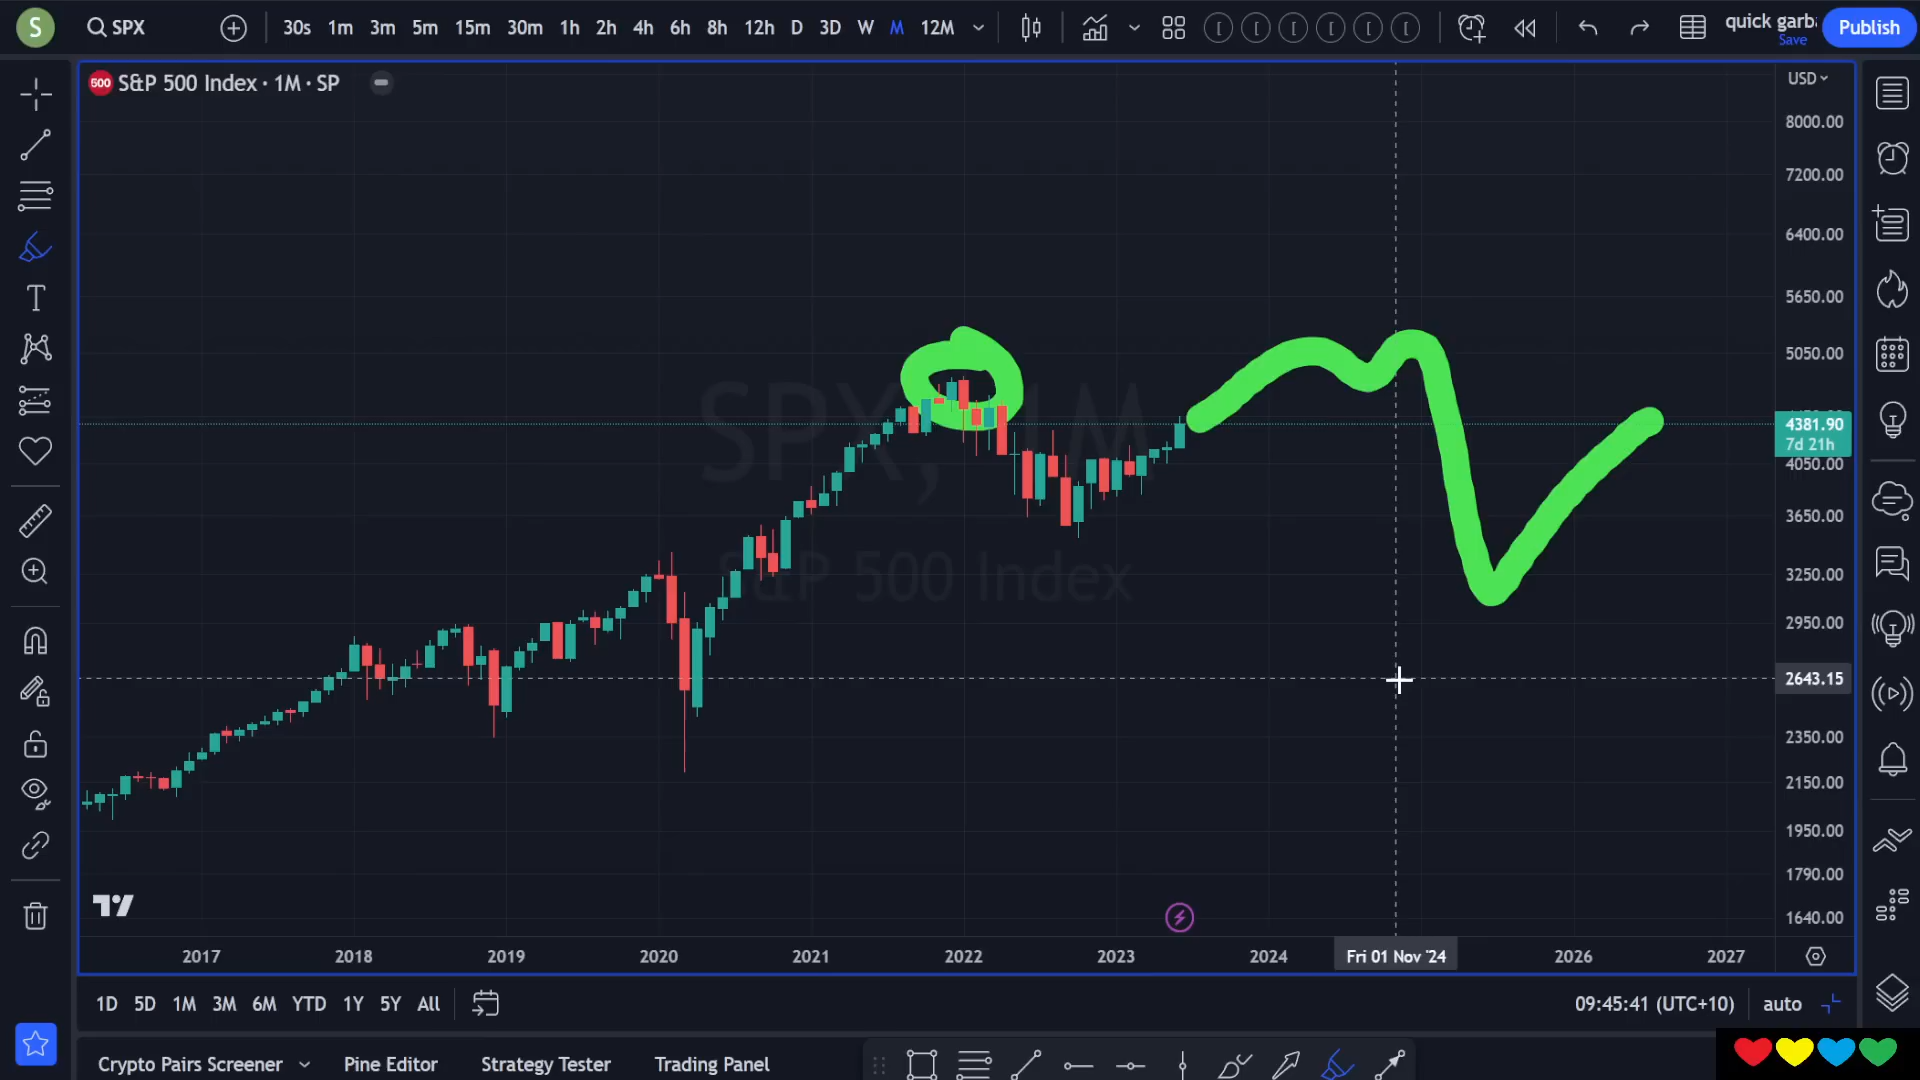 S
SPX
30s 1m 3m 5m 15m 30m 1h 2h 4h 6h 8h 12h D 3D W M 12M
quick garb
Save
Publish
500 S&P 500 Index · 1M · SP
USD
8000.00
7200.00
6400.00
5650.00
5050.00
4381.90
7d 21h
4050.00
3650.00
3250.00
2950.00
2643.15
2350.00
2150.00
1950.00
1790.00
1640.00
SPX, 1M
S&P 500 Index
2017 2018 2019 2020 2021 2022 2023 2024 Fri 01 Nov '24 2026 2027
1D 5D 1M 3M 6M YTD 1Y 5Y All
09:45:41 (UTC+10) auto
Crypto Pairs Screener Pine Editor Strategy Tester Trading Panel